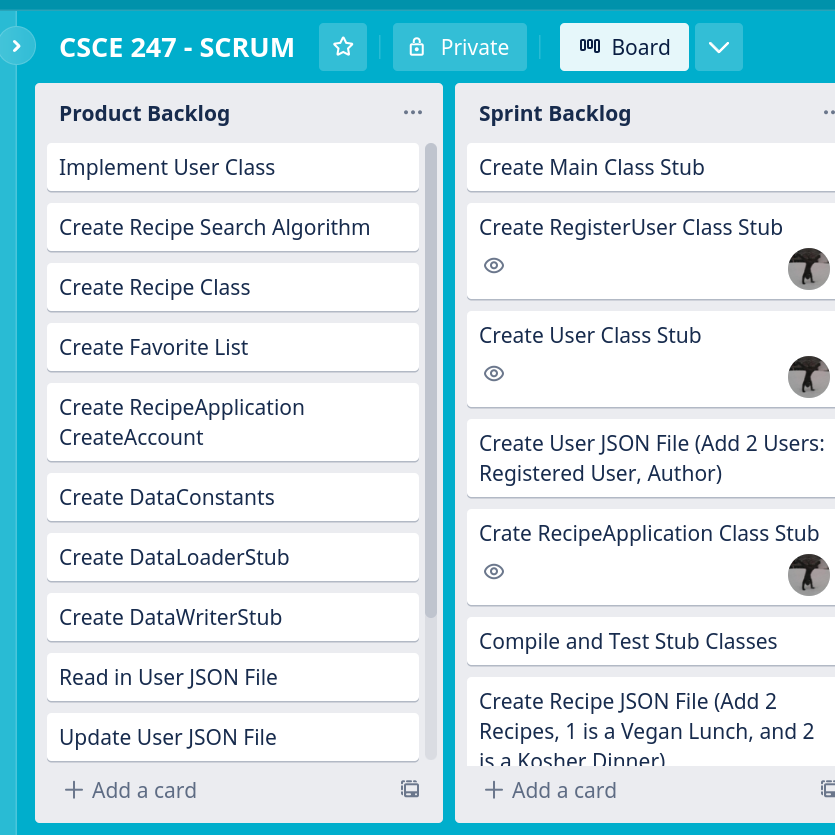 CSCE 247 - SCRUM
Private
Board
Product Backlog
Implement User Class
Create Recipe Search Algorithm
Create Recipe Class
Create Favorite List
Create RecipeApplication
CreateAccount
Create DataConstants
Create DataLoaderStub
Create DataWriterStub
Read in User JSON File
Update User JSON File
Add a card
Sprint Backlog
Create Main Class Stub
Create RegisterUser Class Stub
Create User Class Stub
Create User JSON File (Add 2 Users:
Registered User, Author)
Crate RecipeApplication Class Stub
Compile and Test Stub Classes
Create Recipe JSON File (Add 2
Recipes, 1 is a Vegan Lunch, and 2
is a Kosher Dinner)
Add a card